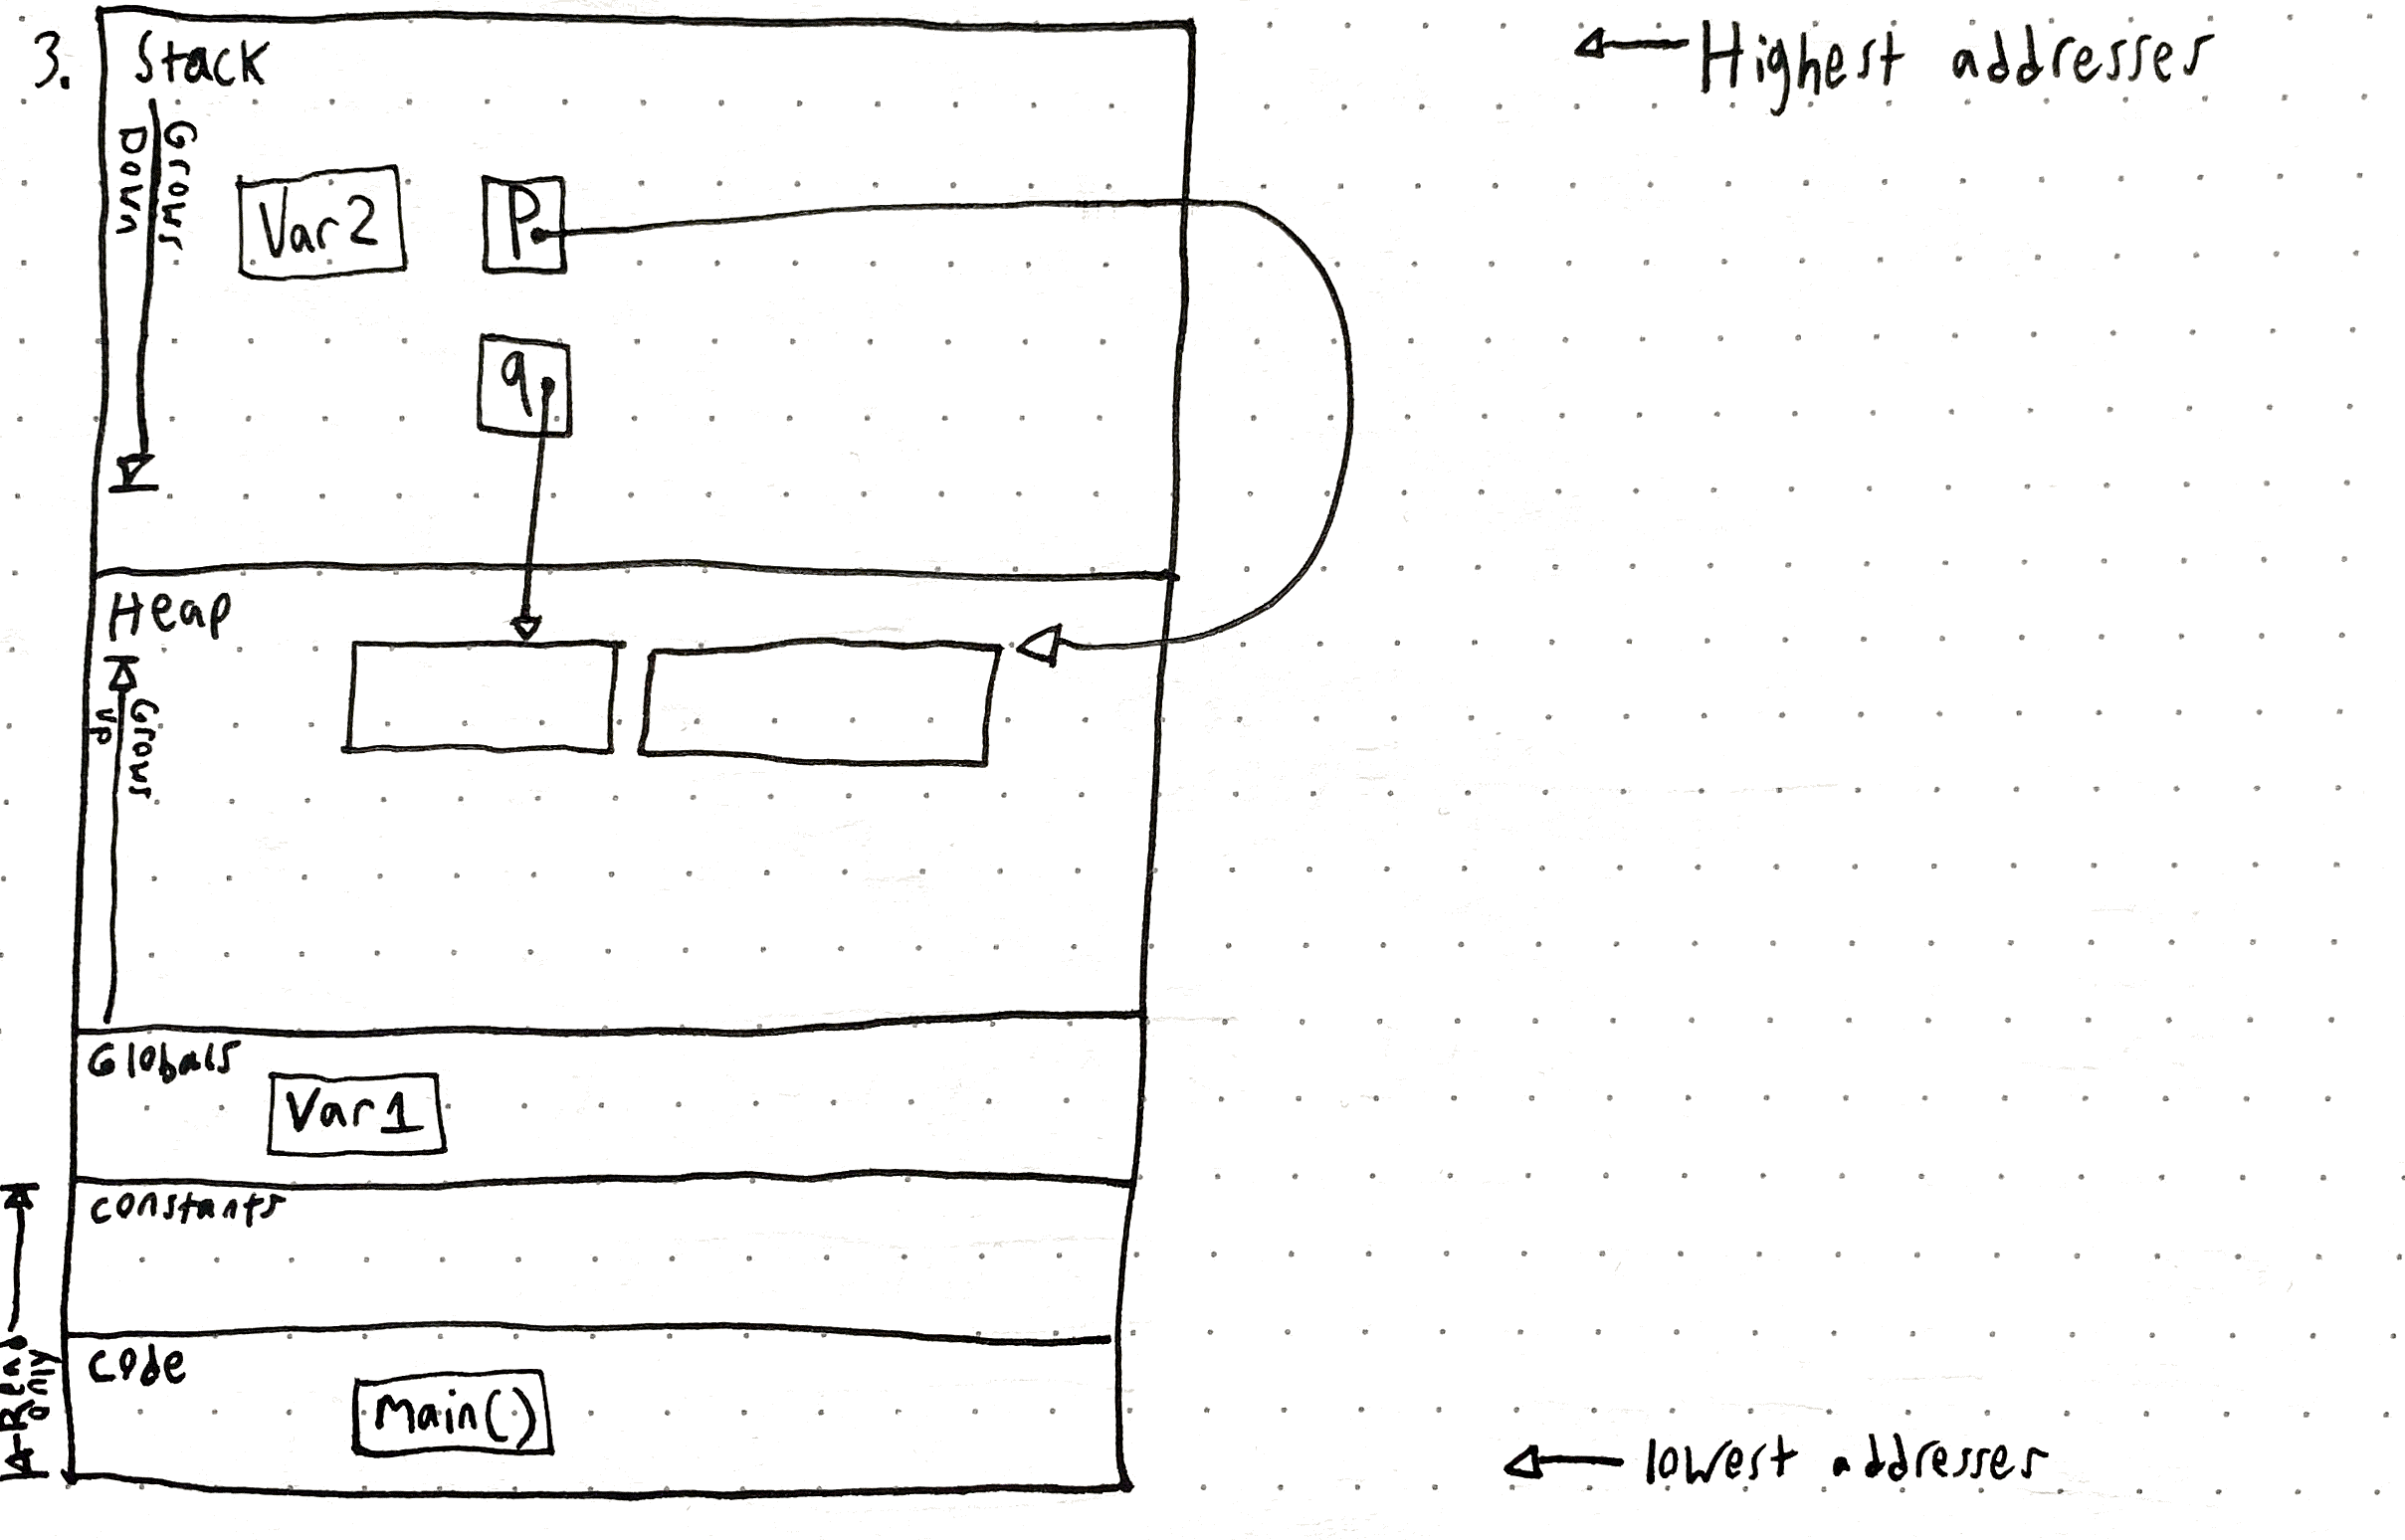 3.
Stack
Grows
Down
Var2
P
q
Highest addresses
Heap
Grows
up
Globals
Var1
constants
Read
only
code
main()
lowest addresses